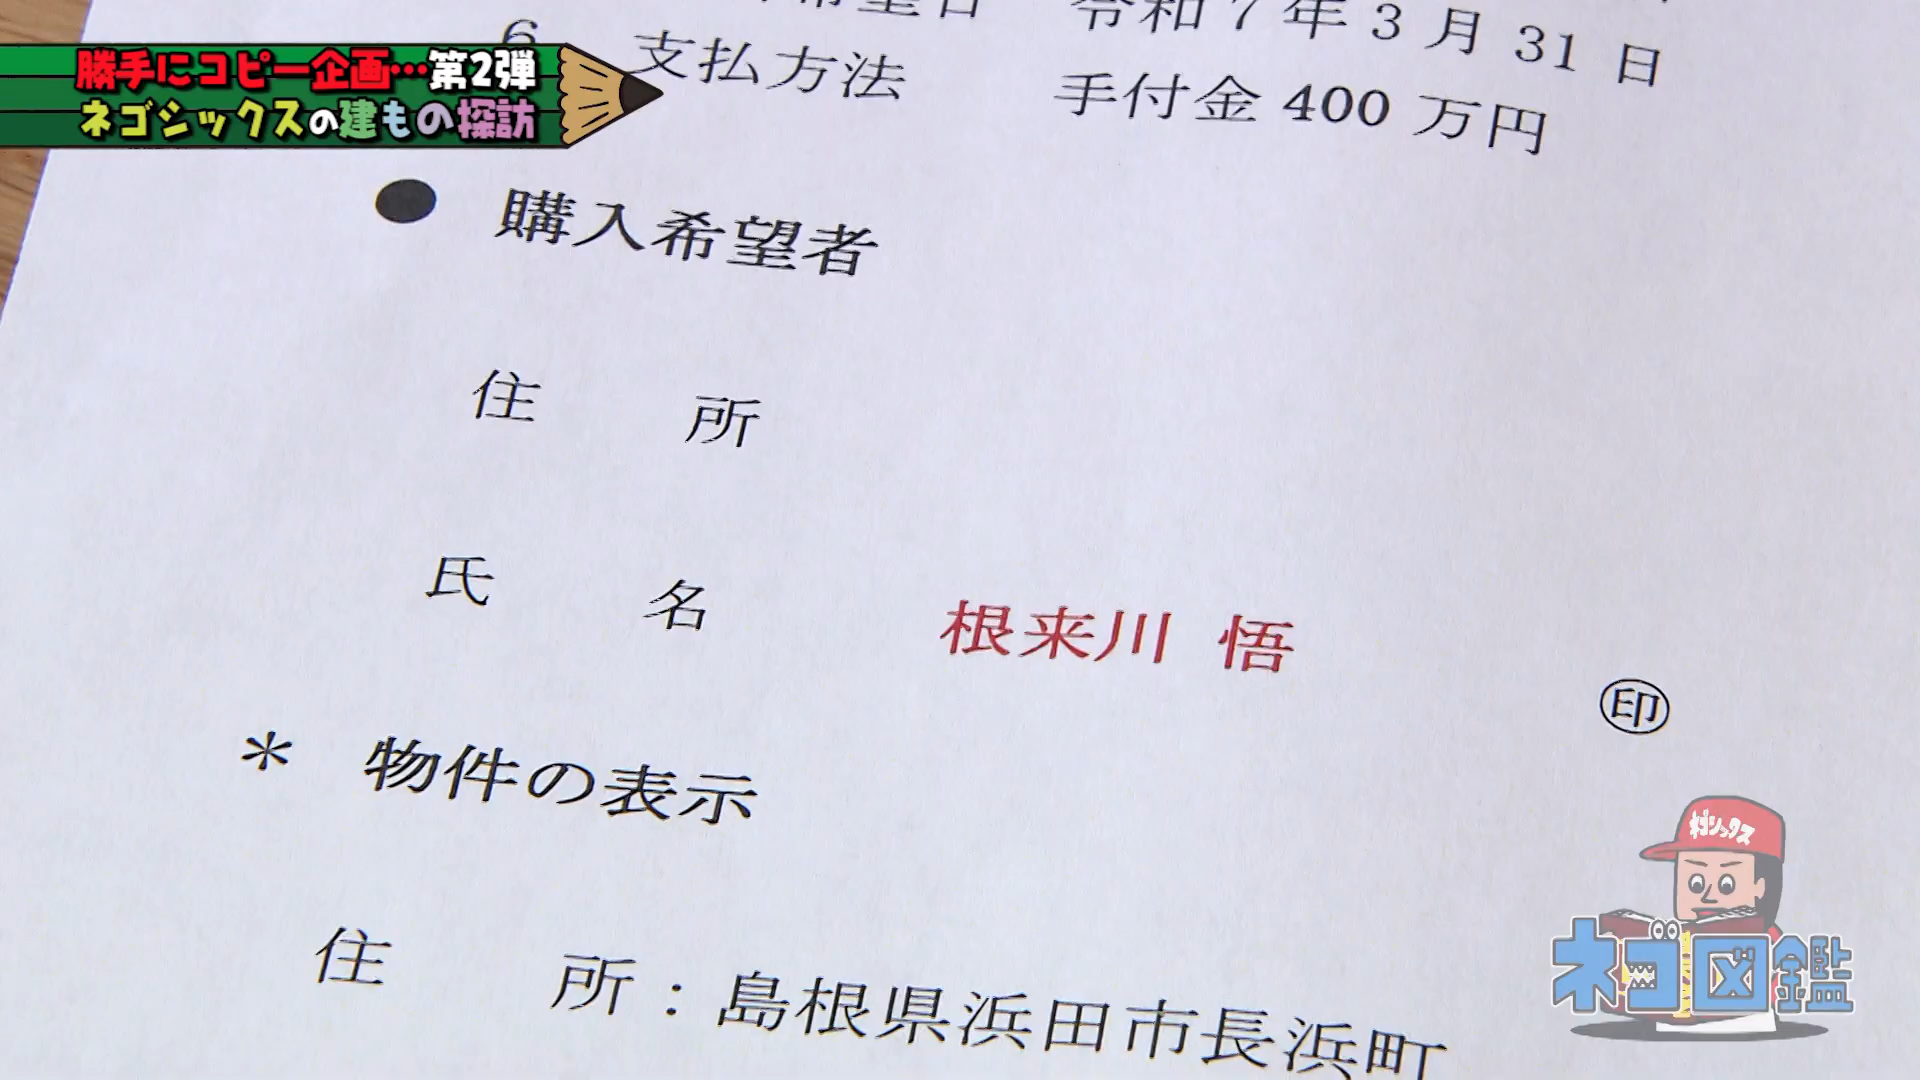 勝手にコピー企画…第2弾
ネゴシックスの建もの探訪
希望日 令和7年3月31日
6 支払方法 手付金400万円
● 購入希望者
住 所
氏 名 根来川 悟
㊞
* 物件の表示
住 所：島根県浜田市長浜町
ネゴシックス
ネゴ図鑑